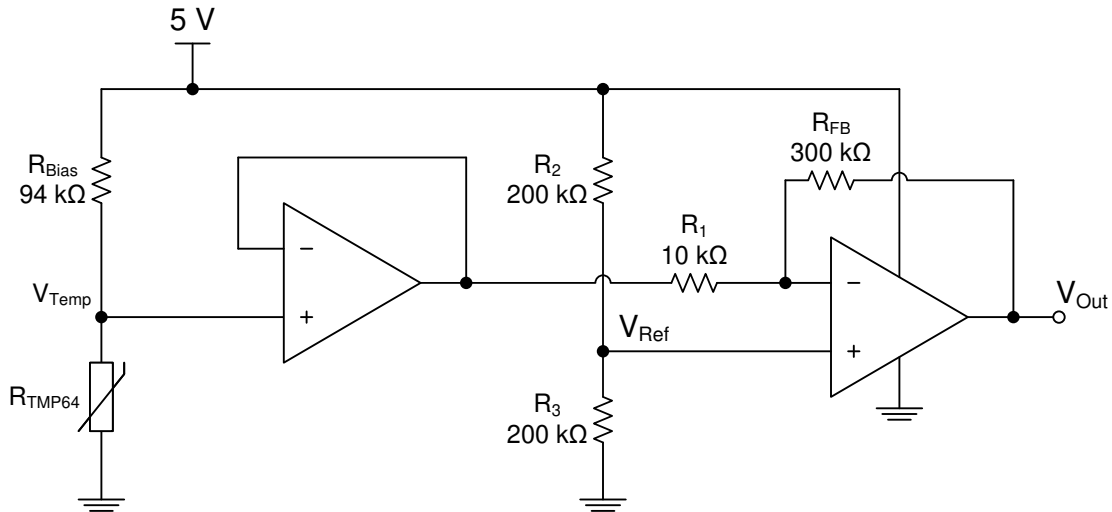 5 V
RBias
94 kΩ
R2
200 kΩ
RFB
300 kΩ
R1
10 kΩ
−
−
VTemp
+
VRef
+
VOut
RTMP64
R3
200 kΩ